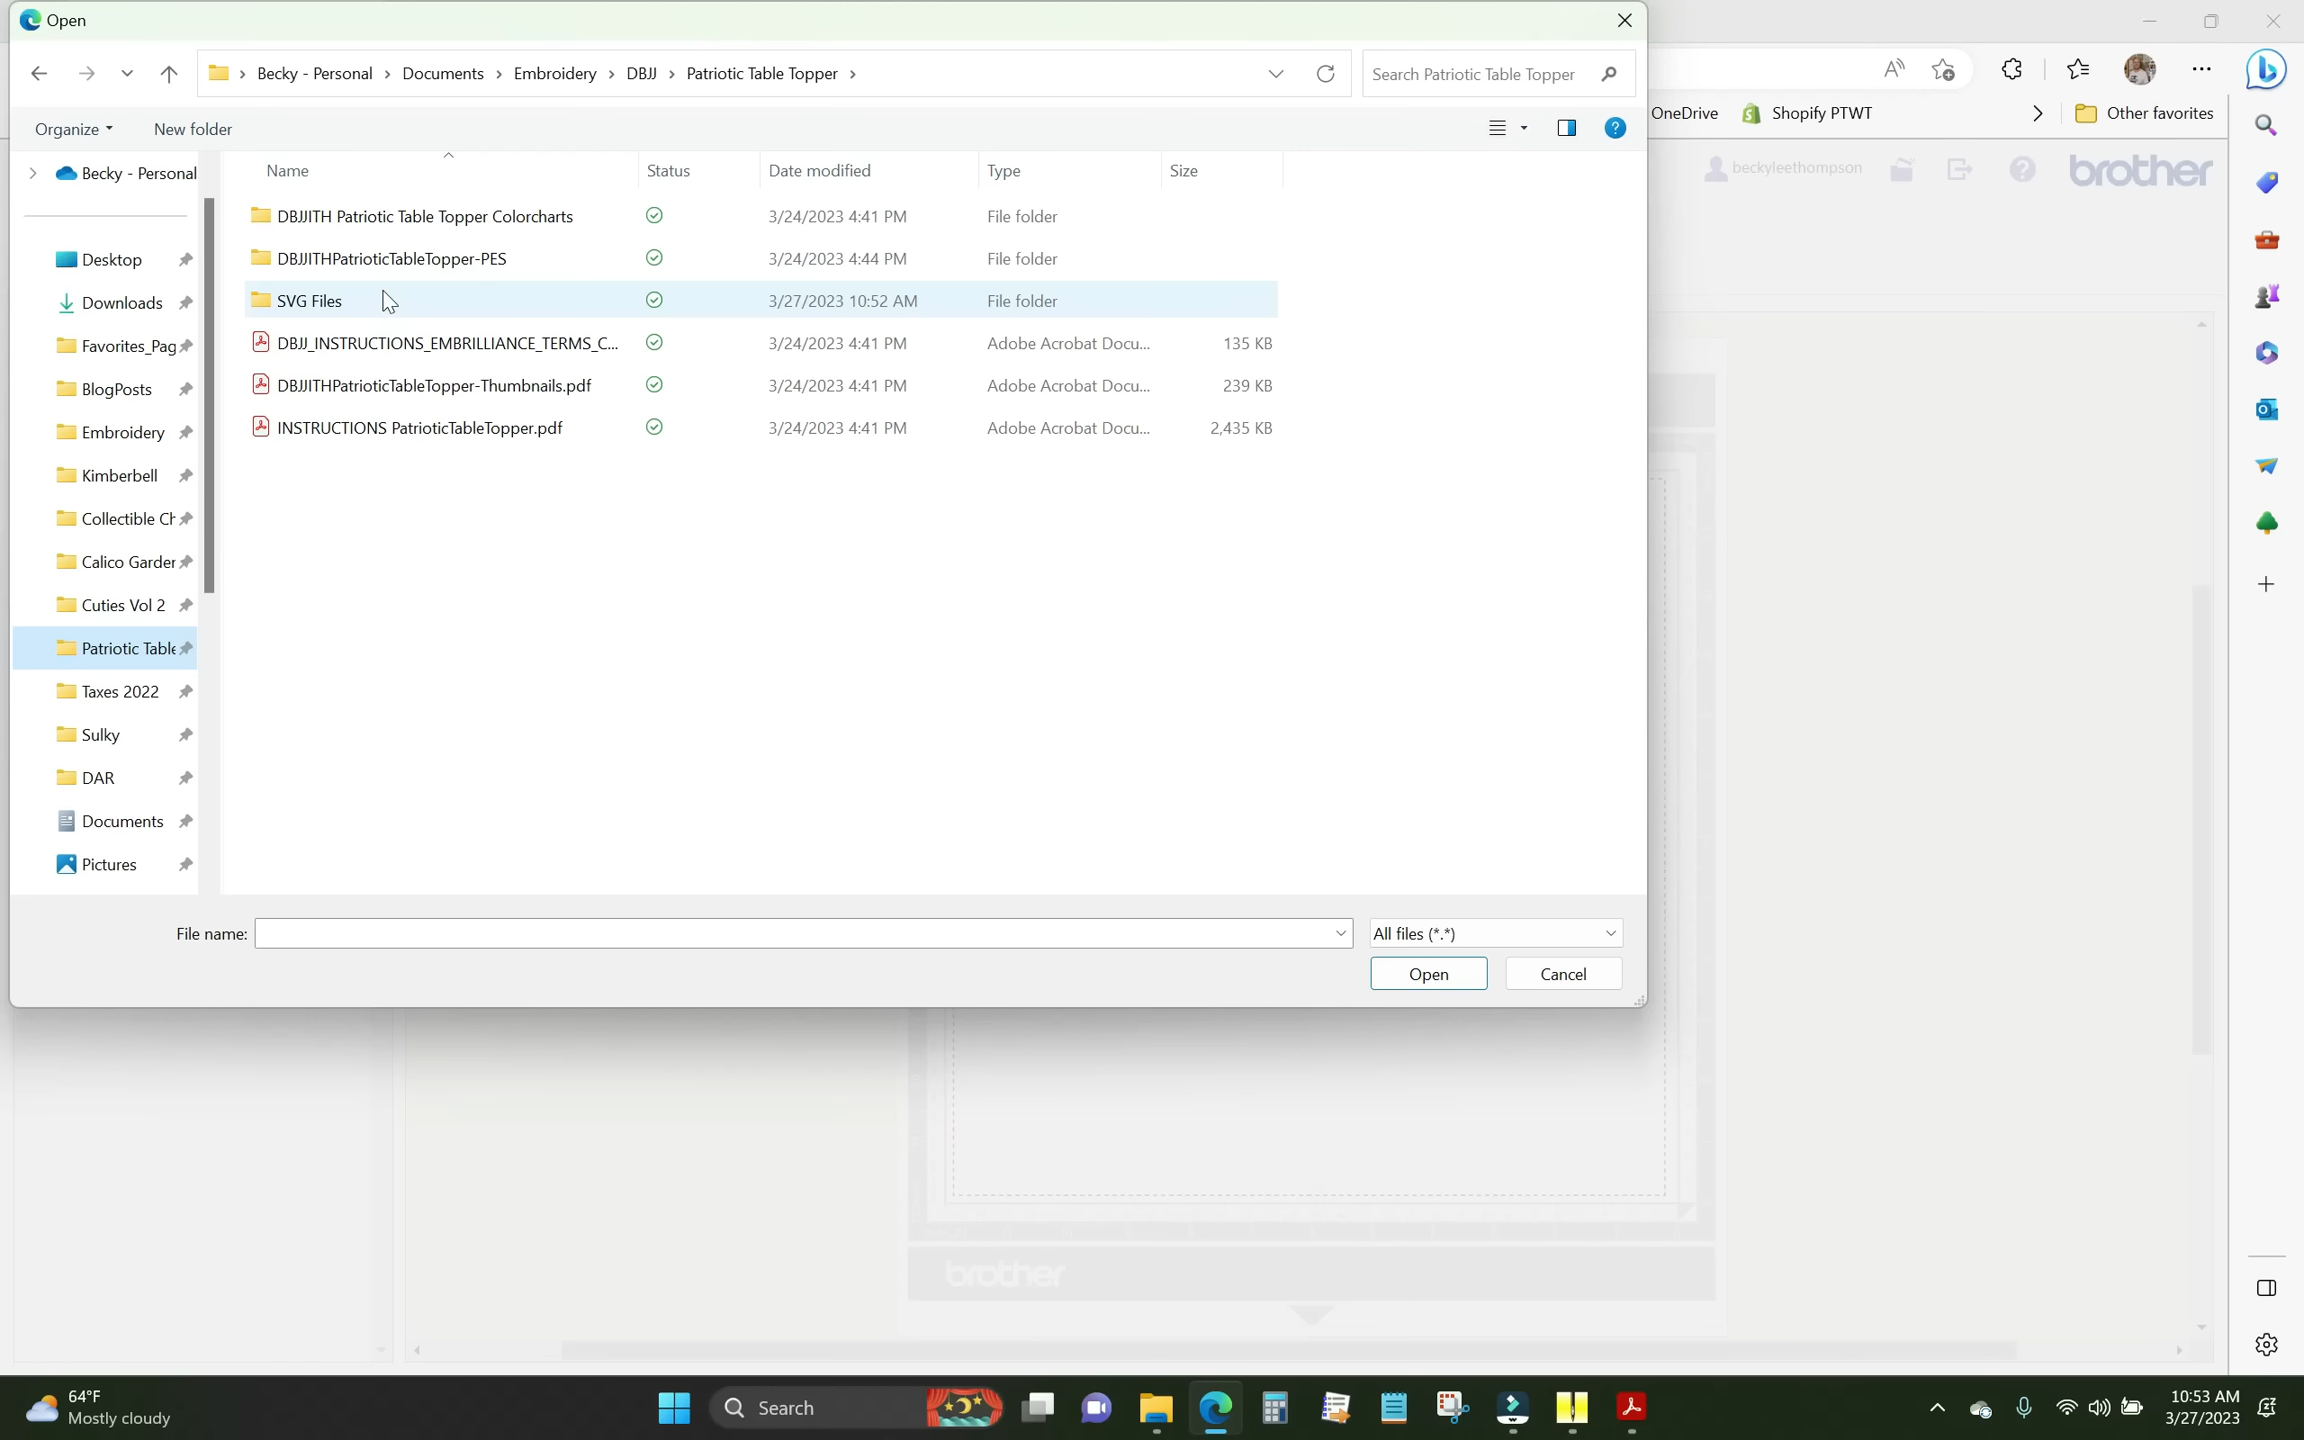 Open
Becky - Personal › Documents › Embroidery › DBJJ › Patriotic Table Topper ›
Search Patriotic Table Topper
Organize
New folder
OneDrive
Shopify PTWT
Other favorites
beckyleethompson
brother
Becky - Personal
Desktop
Downloads
Favorites_Pag
BlogPosts
Embroidery
Kimberbell
Collectible Ch
Calico Garder
Cuties Vol 2
Patriotic Table
Taxes 2022
Sulky
DAR
Documents
Pictures
Name Status Date modified Type Size
DBJJITH Patriotic Table Topper Colorcharts 3/24/2023 4:41 PM File folder
DBJJITHPatrioticTableTopper-PES 3/24/2023 4:44 PM File folder
SVG Files 3/27/2023 10:52 AM File folder
DBJJ_INSTRUCTIONS_EMBRILLIANCE_TERMS_C... 3/24/2023 4:41 PM Adobe Acrobat Docu... 135 KB
DBJJITHPatrioticTableTopper-Thumbnails.pdf 3/24/2023 4:41 PM Adobe Acrobat Docu... 239 KB
INSTRUCTIONS PatrioticTableTopper.pdf 3/24/2023 4:41 PM Adobe Acrobat Docu... 2,435 KB
File name:
All files (*.*)
Open
Cancel
brother
64°F
Mostly cloudy
Search
10:53 AM
3/27/2023